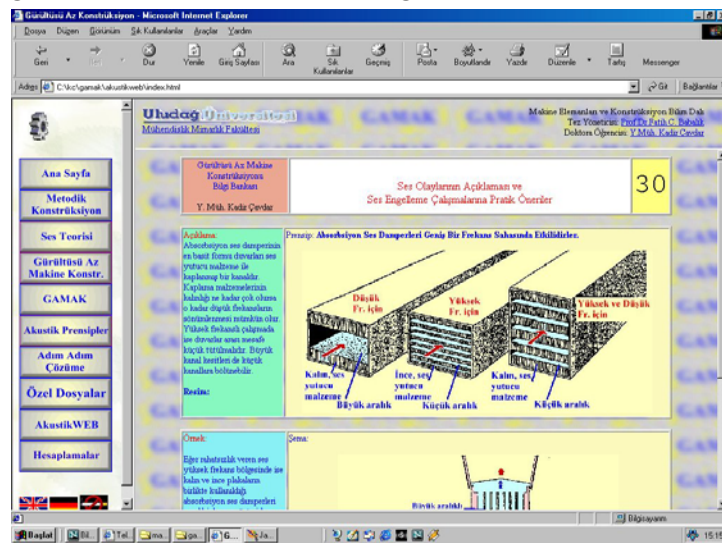 Gürültüsü Az Konstrüksiyon - Microsoft Internet Explorer
Dosya Düzen Görünüm Sık Kullanılanlar Araçlar Yardım
Geri İleri Dur Yenile Giriş Sayfası Ara Sık Kullanılanlar Geçmiş Posta Boyutlandır Yazdır Düzenle Tartış Messenger
Adres C:\kc\gamak\akustikweb\index.html Git Bağlantılar
Uludağ Üniversitesi
Mühendislik Mimarlık Fakültesi
Makine Elemanları ve Konstrüksiyon Bilim Dalı
Tez Yöneticisi: Prof.Dr.Fatih C. Babalık
Doktora Öğrencisi: Y.Müh. Kadir Çavdar
Ana Sayfa
Metodik
Konstrüksiyon
Ses Teorisi
Gürültüsü Az
Makine Konstr.
GAMAK
Akustik Prensipler
Adım Adım
Çözüme
Özel Dosyalar
AkustikWEB
Hesaplamalar
Gürültüsü Az Makine
Konstrüksiyonu
Bilgi Bankası
Y. Müh. Kadir Çavdar
Ses Olaylarının Açıklaması ve
Ses Engelleme Çalışmalarına Pratik Öneriler
30
Açıklama:
Absorbsiyon ses damperinin
en basit formu duvarları ses
yutucu malzeme ile
kaplanmış bir kanaldır.
Kaplama malzemelerinin
kalınlığı ne kadar çok olursa
o kadar düşük frekansların
sönümlenmesi mümkün olur.
Yüksek frekanslı çalışmada
ise duvarlar arası mesafe
küçük tutulmalıdır. Büyük
kanal kesitleri de küçük
kanallara bölünebilir.
Resim:
Prensip: Absorbsiyon Ses Damperleri Geniş Bir Frekans Sahasında Etkilidirler.
Düşük
Fr. için
Yüksek
Fr. için
Yüksek ve Düşük
Fr. için
Kalın, ses
yutucu
malzeme
Büyük aralık
İnce, ses
yutucu
malzeme
Küçük aralık
Kalın, ses
yutucu
malzeme
Küçük aralık
Örnek:
Eğer rahatsızlık veren ses
yüksek frekans bölgesinde ise
kalın ve ince plakaların
birlikte kullanıldığı
absorbsiyon ses damperleri
Şema:
Büyük aralıklı
Bilgisayarım
Başlat Bil... Tel... ma... ga... G... Ja... 15:15